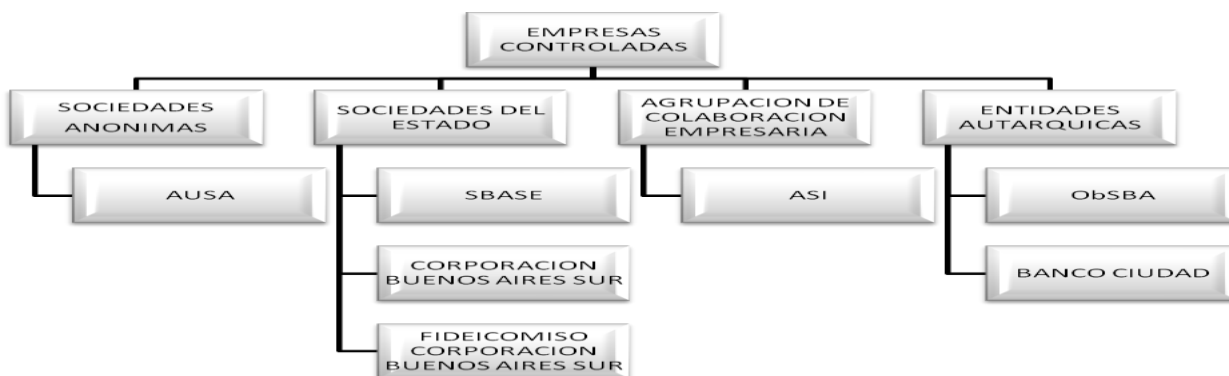 EMPRESAS
CONTROLADAS
SOCIEDADES
ANONIMAS
AUSA
SOCIEDADES DEL
ESTADO
SBASE
CORPORACION
BUENOS AIRES SUR
FIDEICOMISO
CORPORACION
BUENOS AIRES SUR
AGRUPACION DE
COLABORACION
EMPRESARIA
ASI
ENTIDADES
AUTARQUICAS
ObSBA
BANCO CIUDAD